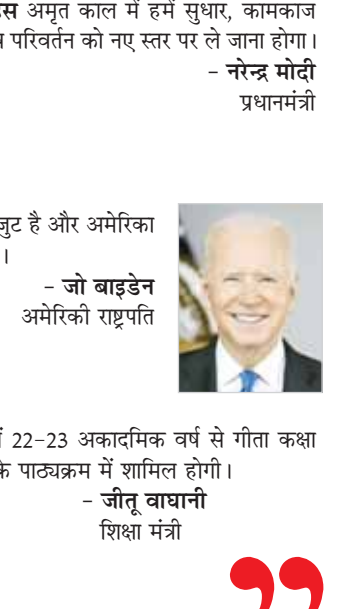 अमृत काल में हमें सुधार, कामकाज
परिवर्तन को नए स्तर पर ले जाना होगा।
- नरेन्द्र मोदी
प्रधानमंत्री
है और अमेरिका
।
- जो बाइडेन
अमेरिकी राष्ट्रपति
22-23 अकादमिक वर्ष से गीता कक्षा
के पाठ्यक्रम में शामिल होगी।
- जीतू वाघानी
शिक्षा मंत्री
”